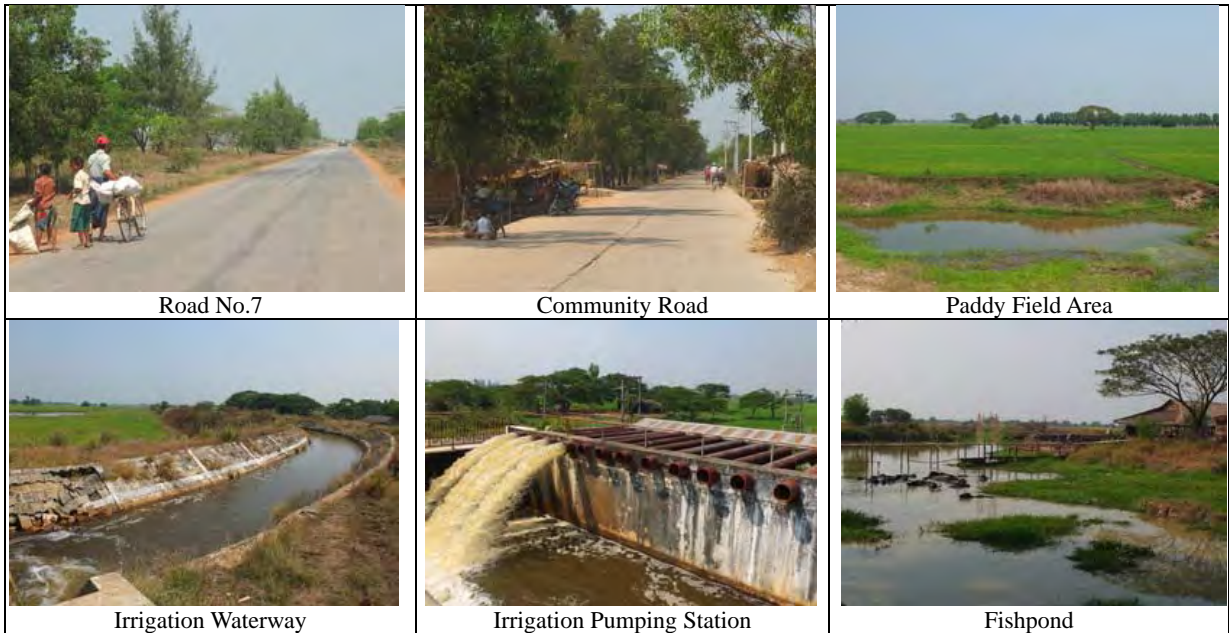 Road No.7
Community Road
Paddy Field Area
Irrigation Waterway
Irrigation Pumping Station
Fishpond